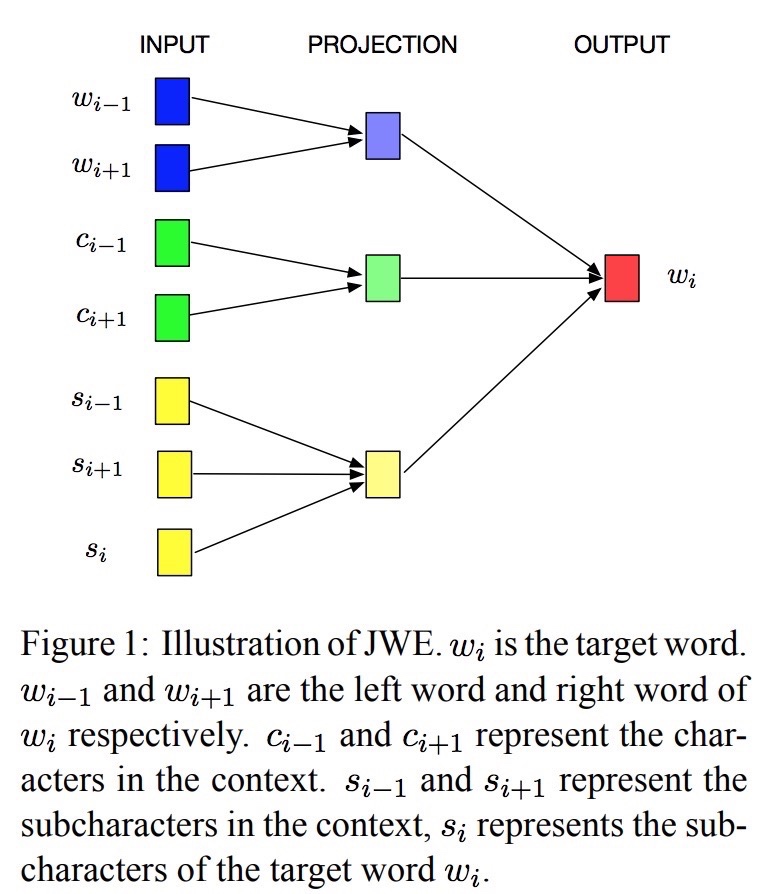 INPUT PROJECTION OUTPUT
w_{i-1}
w_{i+1}
c_{i-1}
c_{i+1}
w_i
s_{i-1}
s_{i+1}
s_i
Figure 1: Illustration of JWE. w_i is the target word.
w_{i-1} and w_{i+1} are the left word and right word of
w_i respectively. c_{i-1} and c_{i+1} represent the char-
acters in the context. s_{i-1} and s_{i+1} represent the
subcharacters in the context, s_i represents the sub-
characters of the target word w_i.